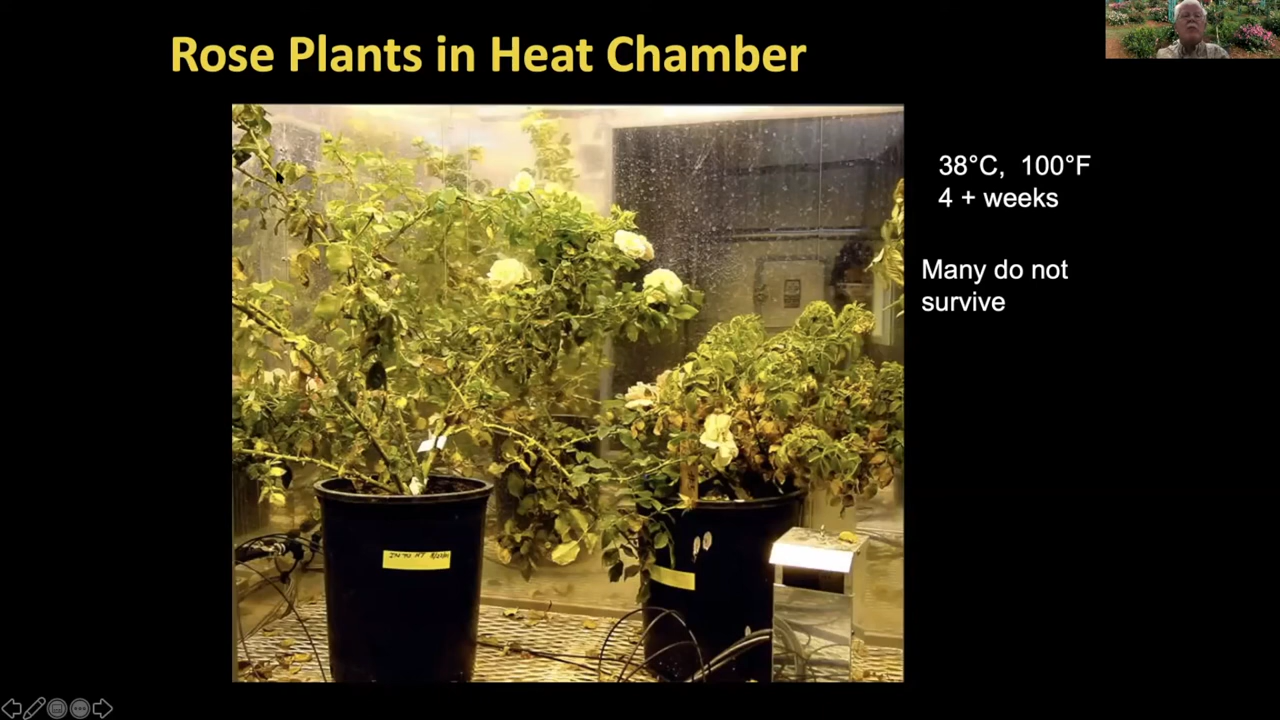 Rose Plants in Heat Chamber
38°C, 100°F
4 + weeks
Many do not
survive